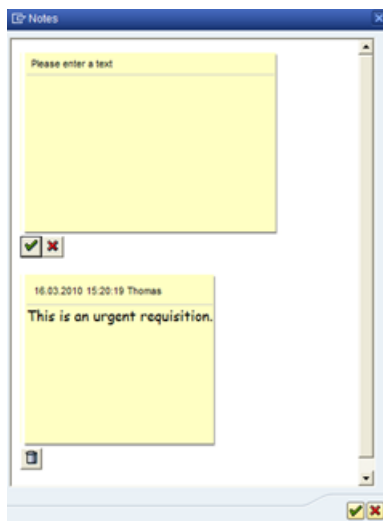 Notes
Please enter a text
16.03.2010 15:20:19 Thomas
This is an urgent requisition.